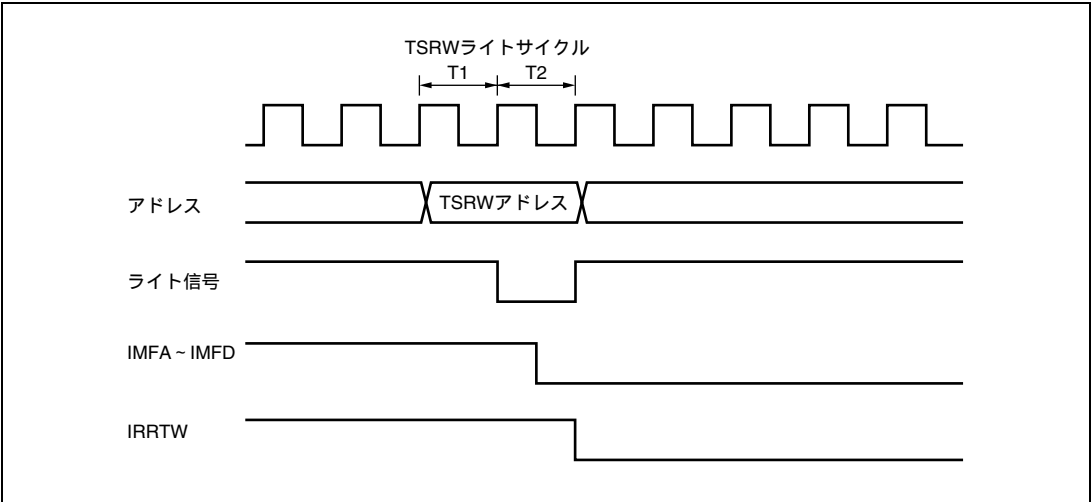 TSRWライトサイクル
T1 T2
アドレス TSRWアドレス
ライト信号
IMFA ~ IMFD
IRRTW